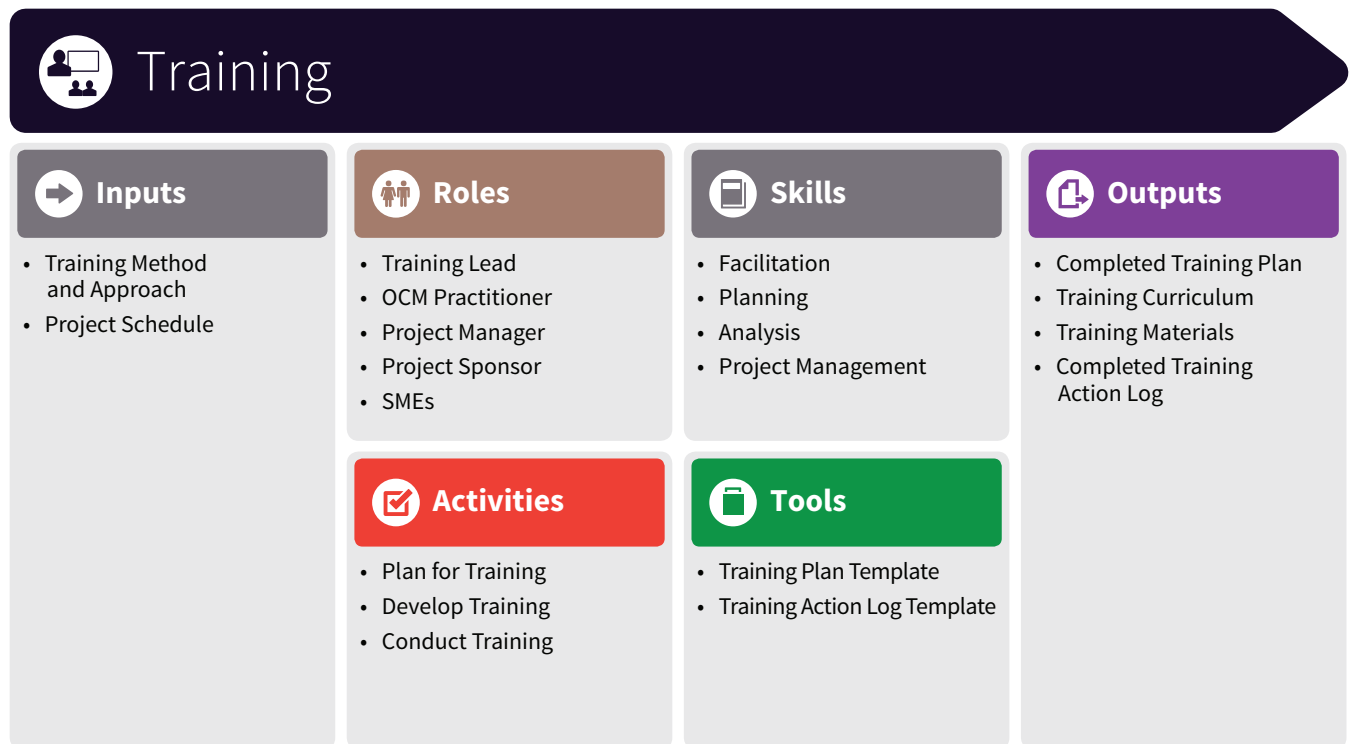 Training
Inputs
• Training Method
and Approach
• Project Schedule
Roles
• Training Lead
• OCM Practitioner
• Project Manager
• Project Sponsor
• SMEs
Skills
• Facilitation
• Planning
• Analysis
• Project Management
Outputs
• Completed Training Plan
• Training Curriculum
• Training Materials
• Completed Training
Action Log
Activities
• Plan for Training
• Develop Training
• Conduct Training
Tools
• Training Plan Template
• Training Action Log Template